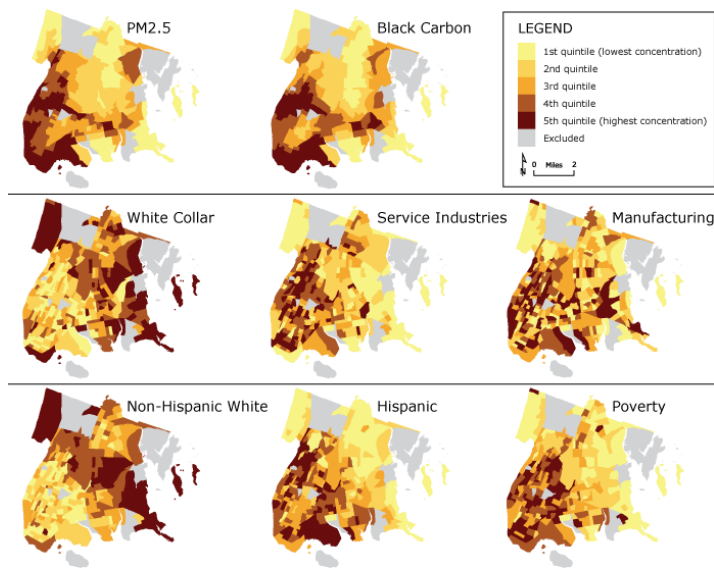 PM2.5
Black Carbon
LEGEND
1st quintile (lowest concentration)
2nd quintile
3rd quintile
4th quintile
5th quintile (highest concentration)
Excluded
N
0 Miles 2
White Collar
Service Industries
Manufacturing
Non-Hispanic White
Hispanic
Poverty